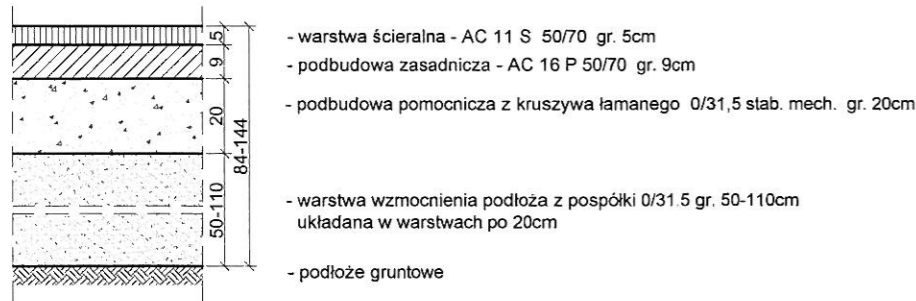 5
- warstwa ścieralna - AC 11 S 50/70 gr. 5cm
9
- podbudowa zasadnicza - AC 16 P 50/70 gr. 9cm
20
- podbudowa pomocnicza z kruszywa łamanego 0/31,5 stab. mech. gr. 20cm
84-144
50-110
- warstwa wzmocnienia podłoża z pospółki 0/31.5 gr. 50-110cm
układana w warstwach po 20cm
- podłoże gruntowe